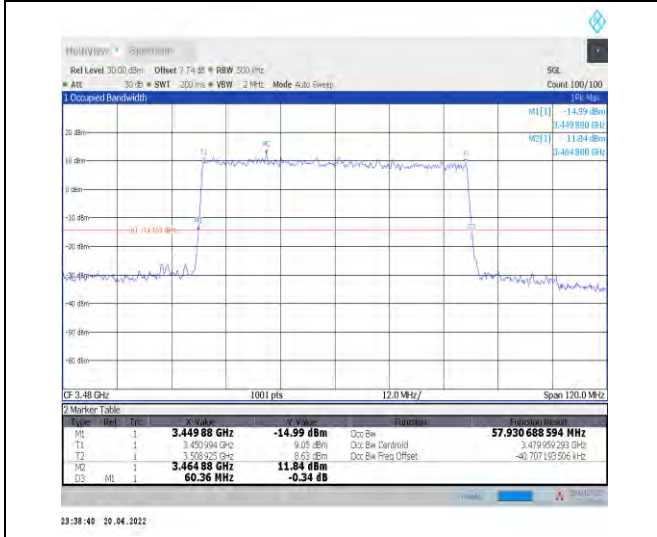 MultiView Spectrum
Ref Level 30.00 dBm Offset 7.74 dB RBW 500 kHz SGL
Att 30 dB SWT 200 ms VBW 2 MHz Mode Auto Sweep Count 100/100
1 Occupied Bandwidth 1Pk Max
M1[1] -14.99 dBm
3.449880 GHz
M2[1] 11.84 dBm
3.464880 GHz
20 dBm
M2
T1
10 dBm
0 dBm
-10 dBm
M1
-20 dBm
-30 dBm
-40 dBm
-50 dBm
-60 dBm
CF 3.48 GHz 1001 pts 12.0 MHz/ Span 120.0 MHz
2 Marker Table
Type Ref Trc X-Value Y-Value Function Function Result
M1 1 3.449 88 GHz -14.99 dBm Occ Bw 57.930 688 594 MHz
T1 1 3.450 994 GHz 9.05 dBm Occ Bw Centroid 3.479 959 293 GHz
T2 1 3.508 925 GHz 8.63 dBm Occ Bw Freq Offset -40.707 193 506 kHz
M2 1 3.464 88 GHz 11.84 dBm
D3 M1 1 60.36 MHz -0.34 dB
23:38:40 20.04.2022